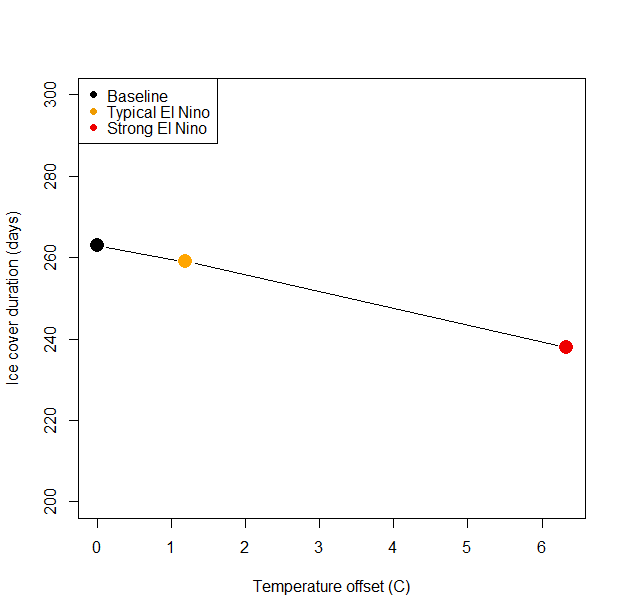 Baseline
Typical El Nino
Strong El Nino
300
280
260
240
220
200
Ice cover duration (days)
0 1 2 3 4 5 6
Temperature offset (C)